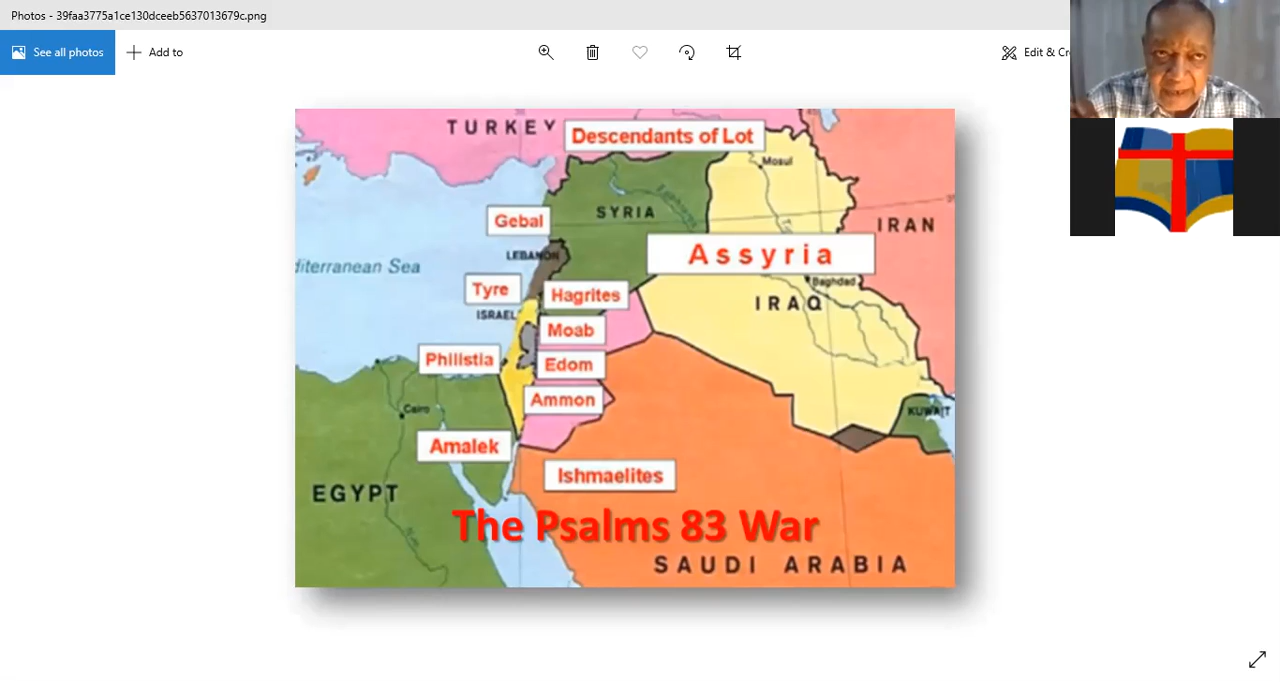 Photos - 39faa3775a1ce130dceeb5637013679c.png
See all photos
Add to
Edit & Cr
TURKEY
Descendants of Lot
Mosul
Gebal
SYRIA
Euphrates
IRAN
LEBANON
Assyria
diterranean Sea
Tyre
Hagrites
Baghdad
ISRAEL
IRAQ
Moab
Philistia
Edom
Ammon
Cairo
KUWAIT
Amalek
Ishmaelites
EGYPT
The Psalms 83 War
SAUDI ARABIA